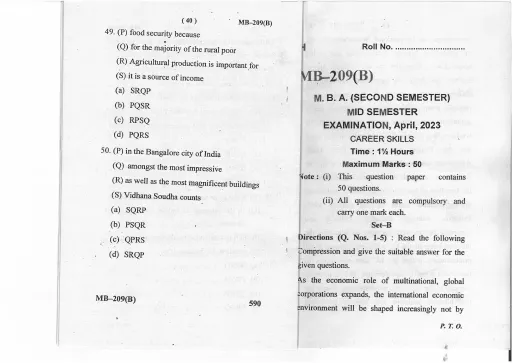 ( 40 ) MB–209(B)
49. (P) food security because
(Q) for the majority of the rural poor
(R) Agricultural production is important for
(S) it is a source of income
(a) SRQP
(b) PQSR
(c) RPSQ
(d) PQRS
50. (P) in the Bangalore city of India
(Q) amongst the most impressive
(R) as well as the most magnificent buildings
(S) Vidhana Soudha counts
(a) SQRP
(b) PSQR
(c) QPRS
(d) SRQP
MB–209(B) 590
H Roll No. ..............................
MB–209(B)
M. B. A. (SECOND SEMESTER)
MID SEMESTER
EXAMINATION, April, 2023
CAREER SKILLS
Time : 1½ Hours
Maximum Marks : 50
Note : (i) This question paper contains
50 questions.
(ii) All questions are compulsory and
carry one mark each.
Set–B
Directions (Q. Nos. 1-5) : Read the following
Compression and give the suitable answer for the
given questions.
As the economic role of multinational, global
corporations expands, the international economic
environment will be shaped increasingly not by
P. T. O.